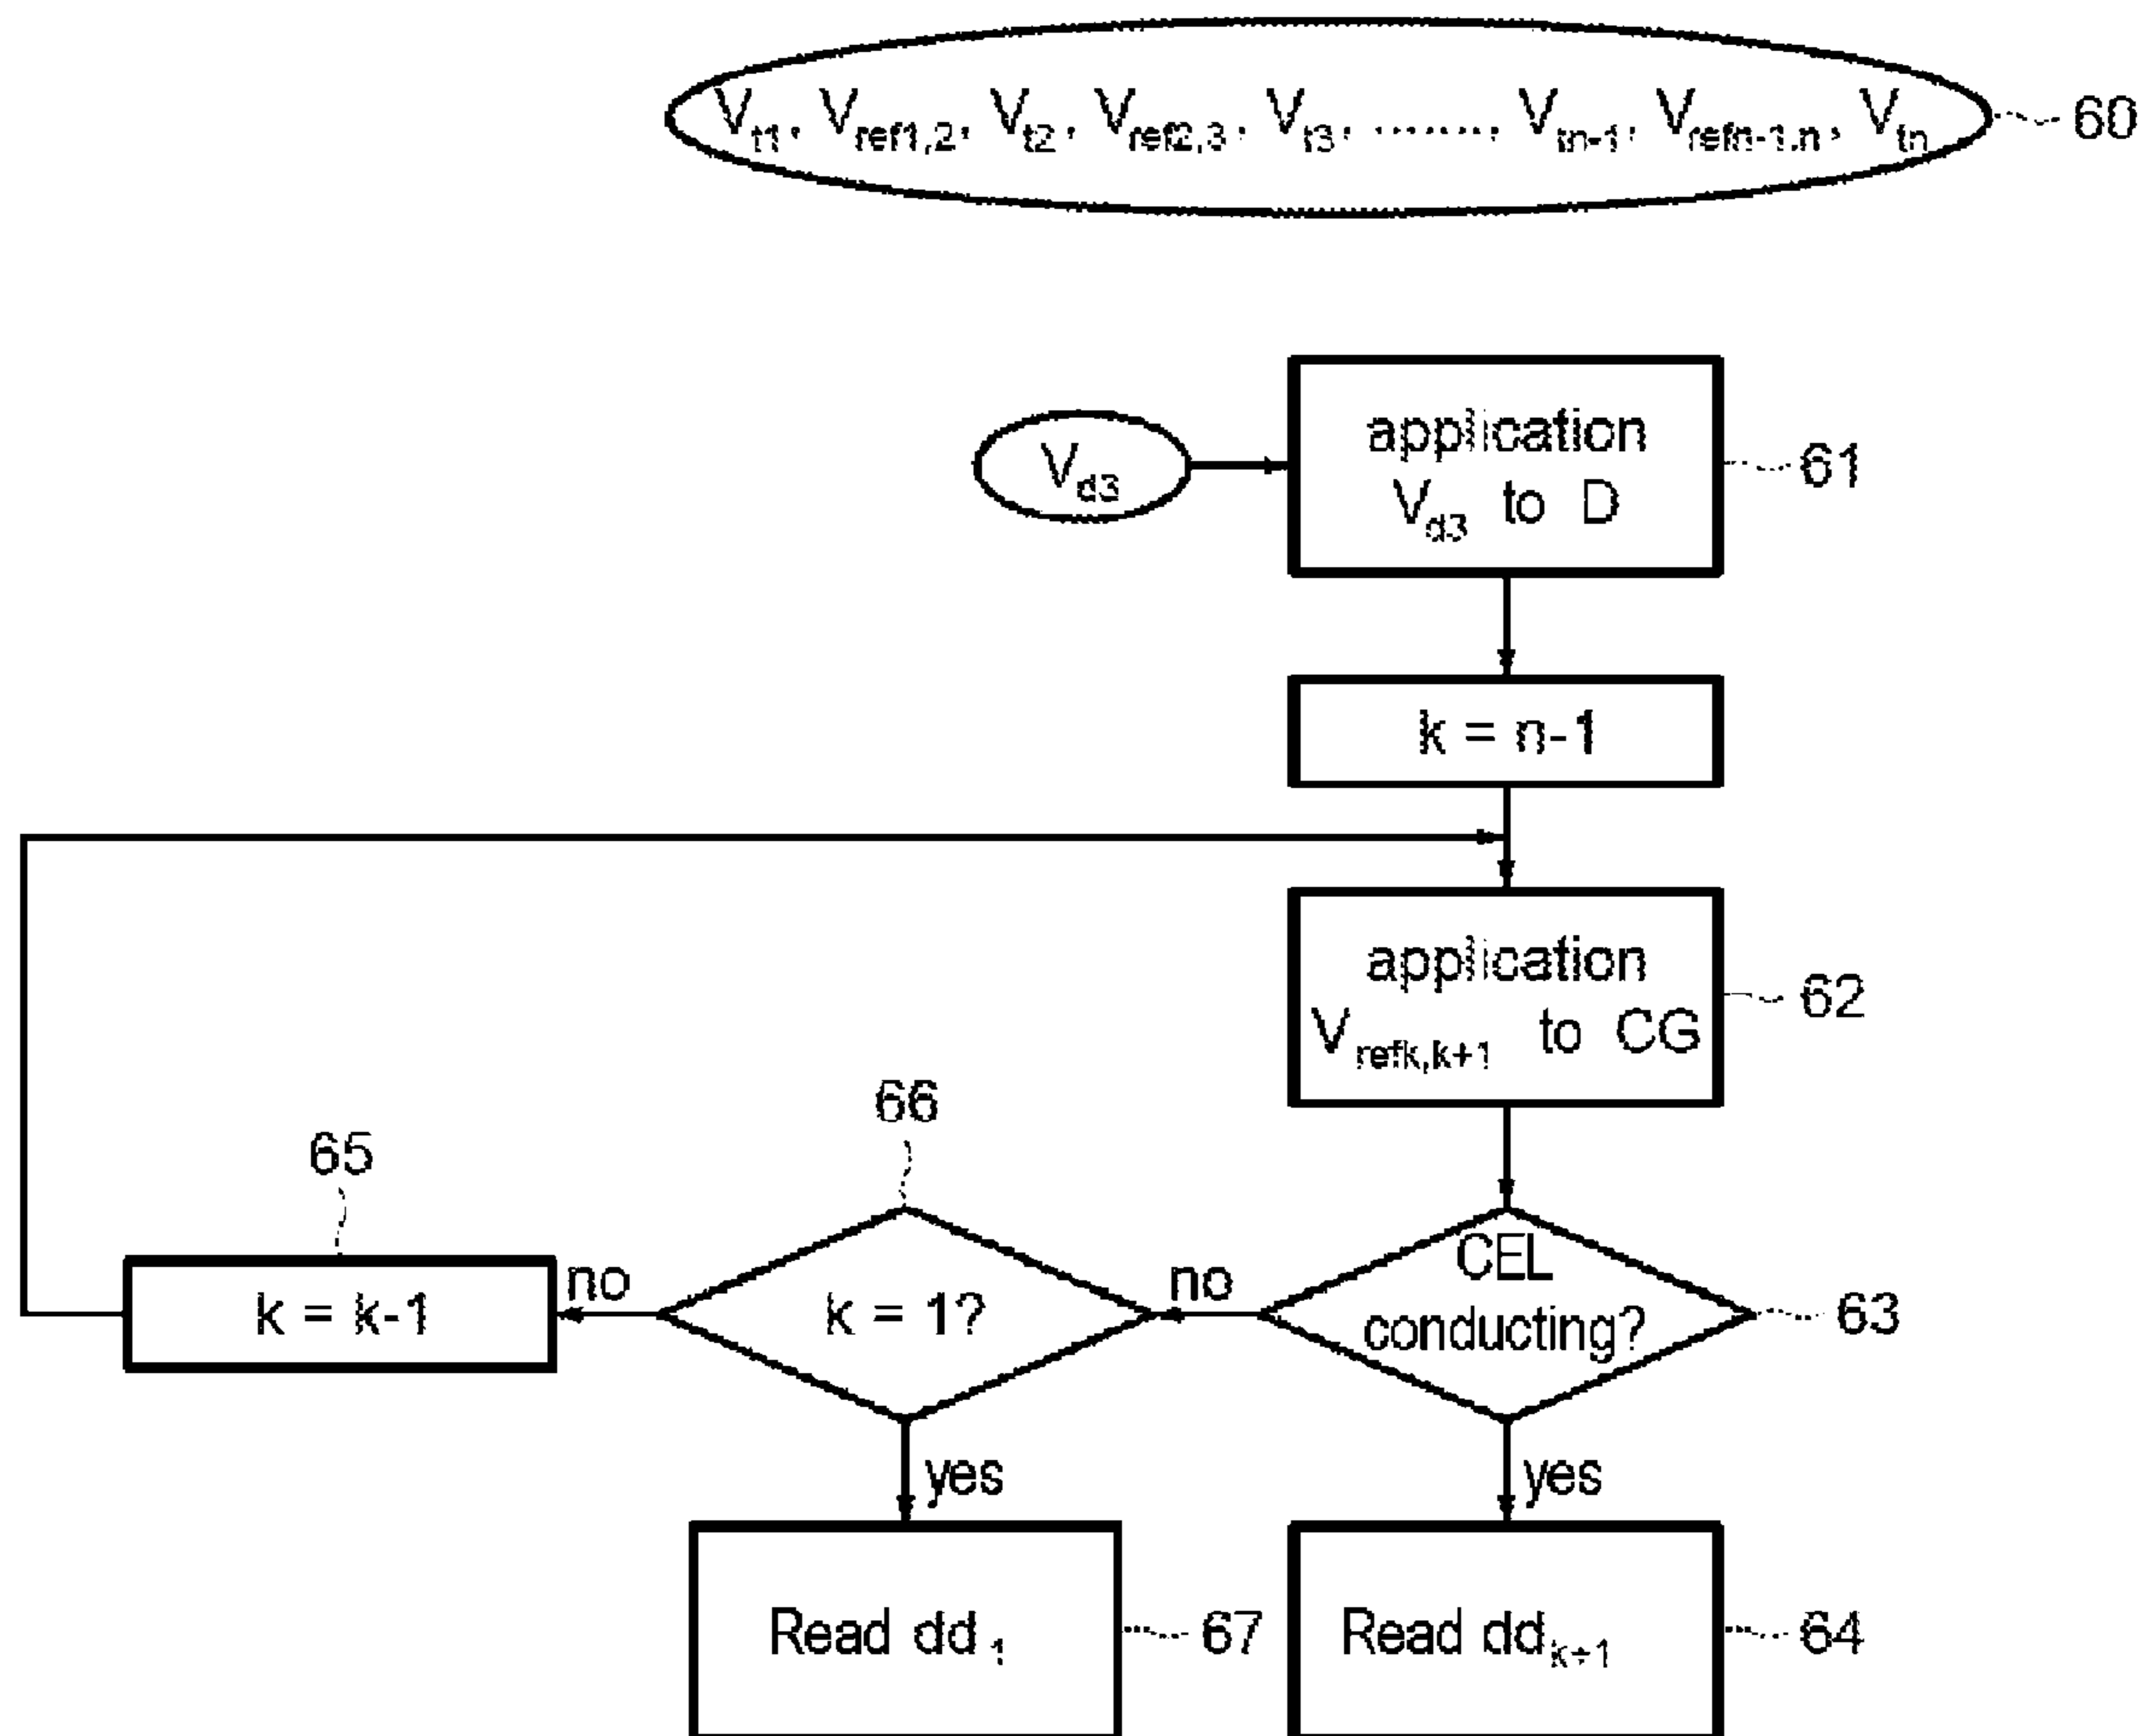 Vt1, Vref1,2, Vt2, Vref2,3, Vt3, ........, Vtn-1, Vrefn-1,n, Vtn
60
Vd3
application
Vd3 to D
61
k = n-1
application
Vrefk,k+1 to CG
62
66
65
k = k-1
no
k = 1?
no
CEL
conducting?
63
yes
yes
Read dd1
67
Read ddk+1
64